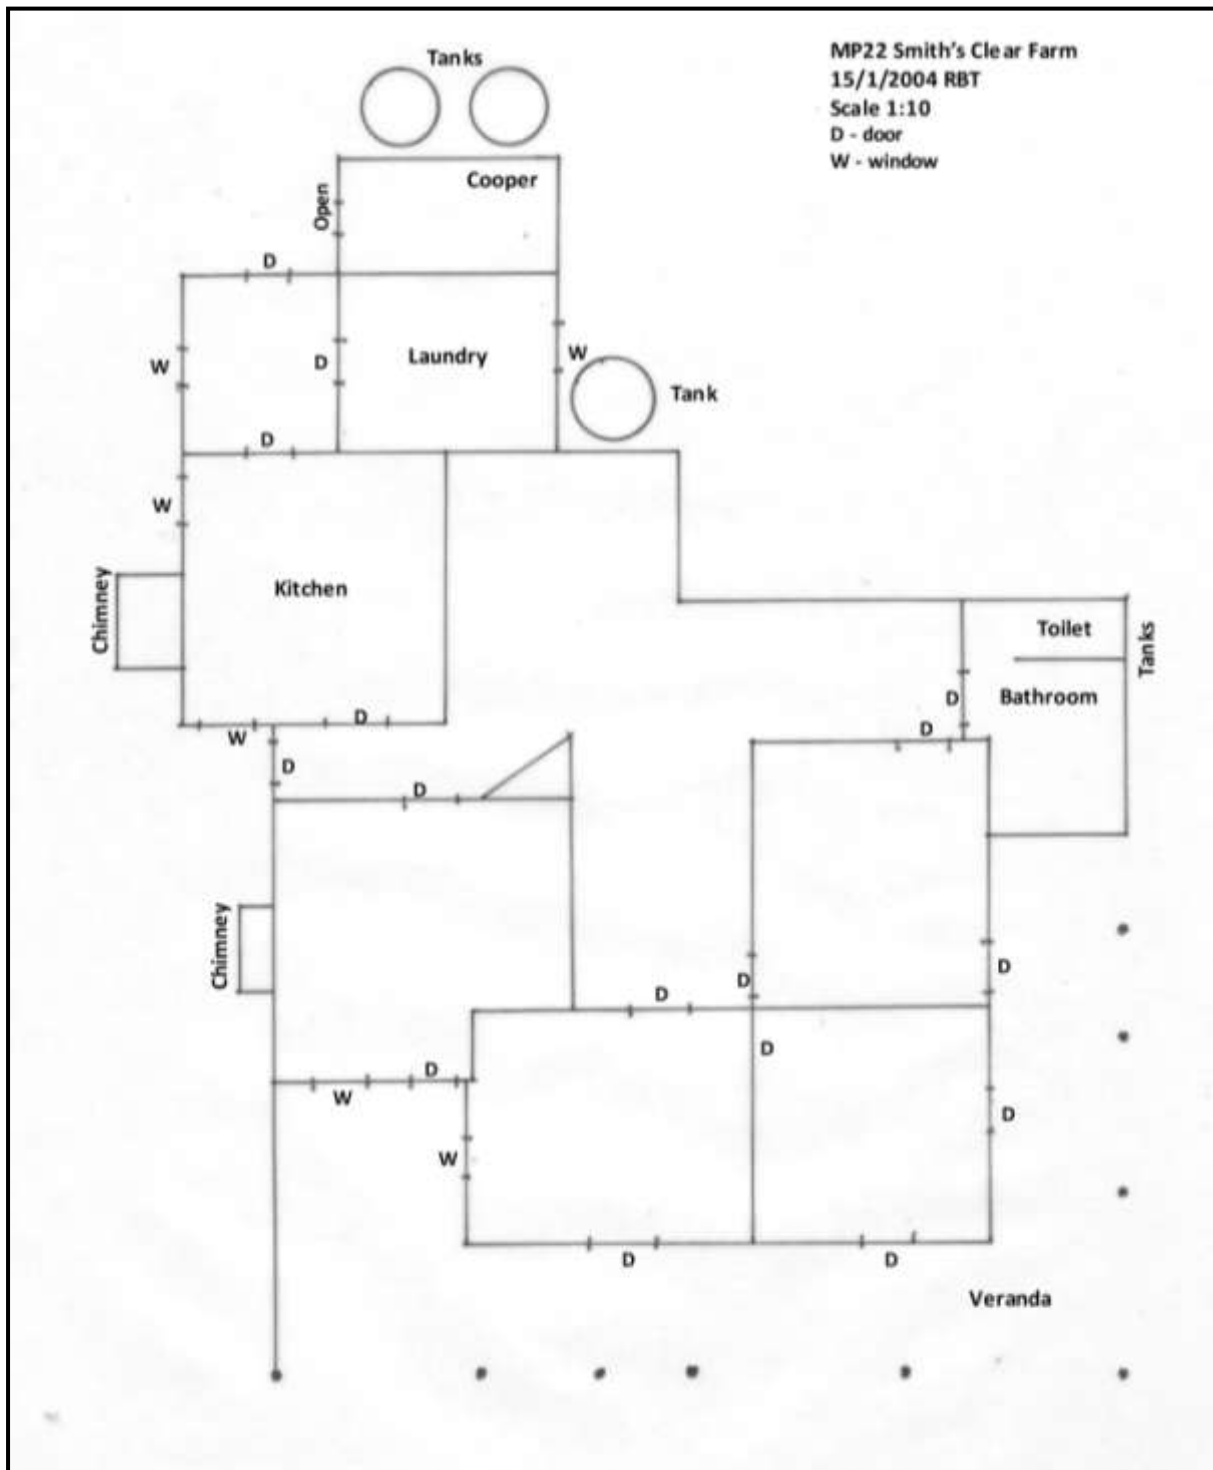 Tanks
MP22 Smith's Clear Farm
15/1/2004 RBT
Scale 1:10
D - door
W - window
Cooper
Open
D
W
D
Laundry
W
Tank
D
W
Chimney
Kitchen
Toilet
Tanks
Bathroom
D
D
W
D
D
D
Chimney
D
D
D
D
D
W
D
W
D
D
Veranda